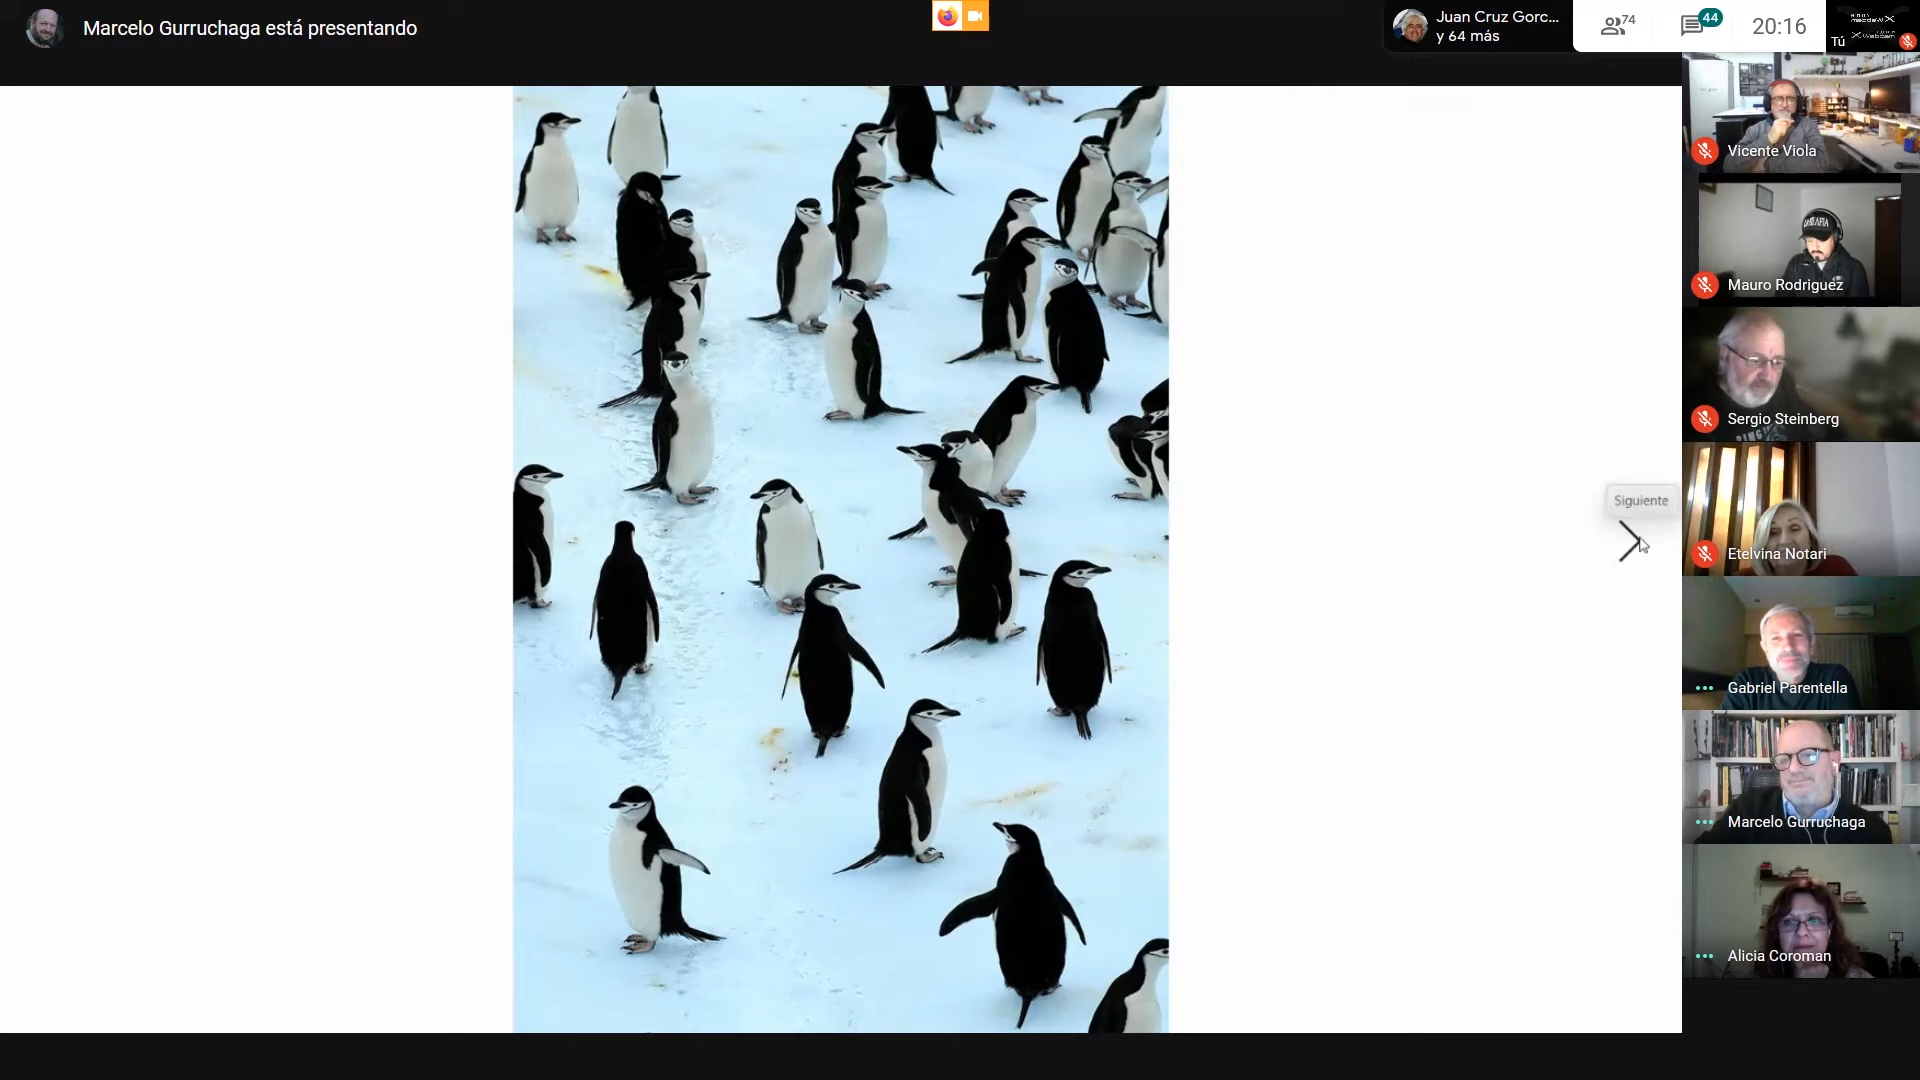 Marcelo Gurruchaga está presentando
Juan Cruz Gorc...
y 64 más
74
44
20:16
Tú
Vicente Viola
Mauro Rodriguez
Sergio Steinberg
Siguiente
Etelvina Notari
Gabriel Parentella
Marcelo Gurruchaga
Alicia Coroman